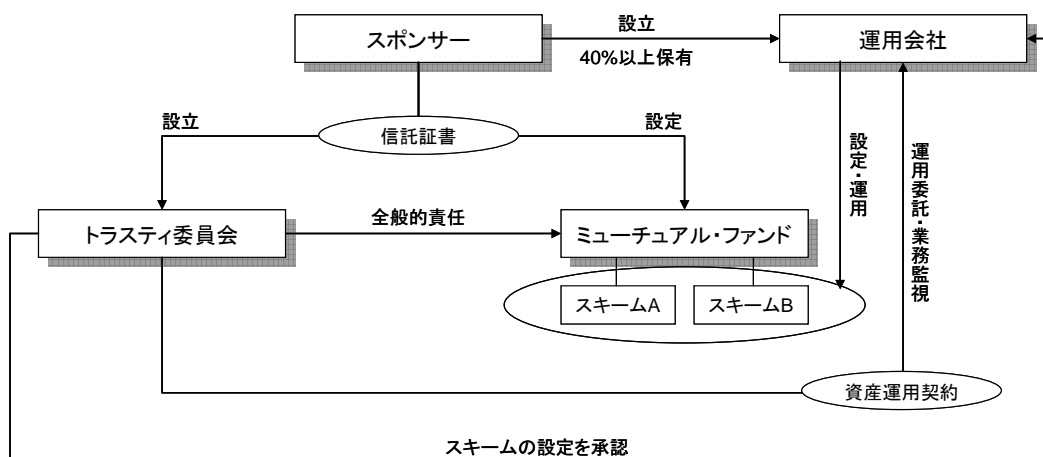 スポンサー
設立
40%以上保有
運用会社
設立
信託証書
設定
設定・運用
運用委託・業務監視
トラスティ委員会
全般的責任
ミューチュアル・ファンド
スキームA
スキームB
資産運用契約
スキームの設定を承認